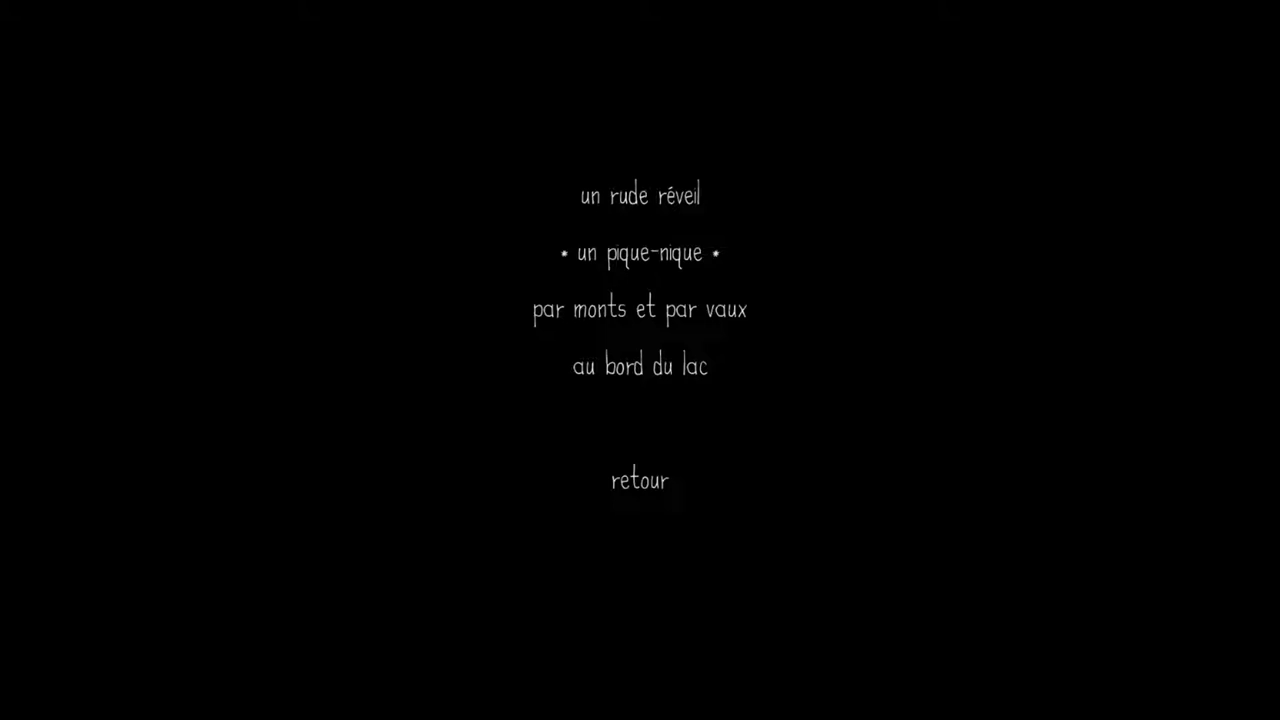 un rude réveil
* un pique-nique *
par monts et par vaux
au bord du lac
retour